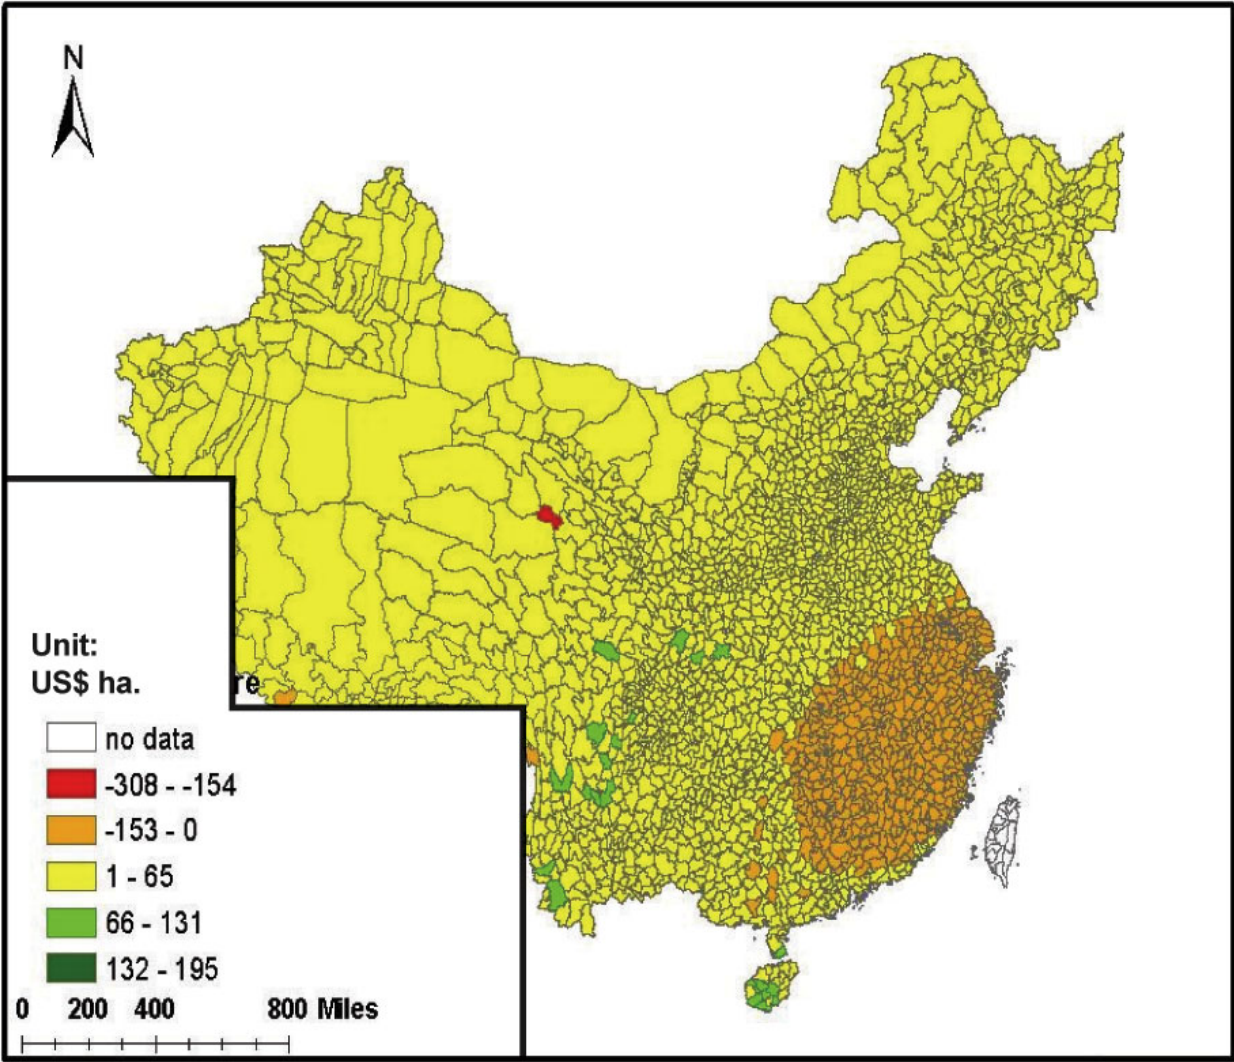 N
Unit:
US$ ha. re
no data
-308 - -154
-153 - 0
1 - 65
66 - 131
132 - 195
0 200 400 800 Miles